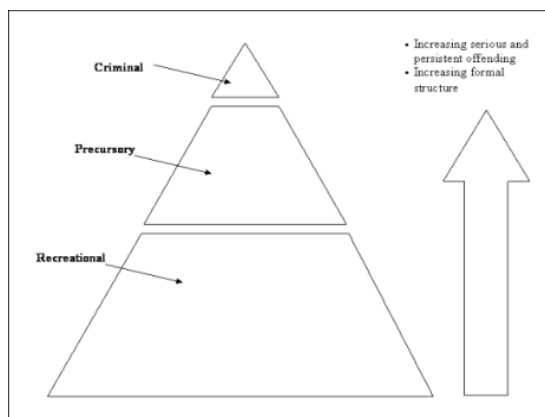 Criminal
Precursory
Recreational
• Increasing serious and
persistent offending
• Increasing formal
structure